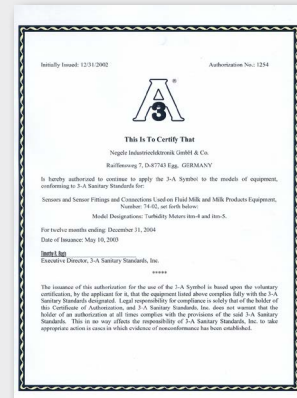 Initially Issued: 12/31/2002 Authorization No.: 1254
A
3
®
This Is To Certify That
Negele Industrieelektronik GmbH & Co.
Raiffeisenweg 7, D-87743 Egg, GERMANY
Is hereby authorized to continue to apply the 3-A Symbol to the models of equipment,
conforming to 3-A Sanitary Standards for:
Sensors and Sensor Fittings and Connections Used on Fluid Milk and Milk Products Equipment,
Number: 74-02, set forth below:
Model Designations: Turbidity Meters itm-4 and itm-5.
For twelve months ending: December 31, 2004
Date of Issuance: May 10, 2003
Timothy R. Rugh
Executive Director, 3-A Sanitary Standards, Inc.
*****
The issuance of this authorization for the use of the 3-A Symbol is based upon the voluntary
certification, by the applicant for it, that the equipment listed above complies fully with the 3-A
Sanitary Standards designated. Legal responsibility for compliance is solely that of the holder of
this Certificate of Authorization, and 3-A Sanitary Standards, Inc. does not warrant that the
holder of an authorization at all times complies with the provisions of the said 3-A Sanitary
Standards. This in no way affects the responsibility of 3-A Sanitary Standards, Inc. to take
appropriate action in cases in which evidence of nonconformance has been established.